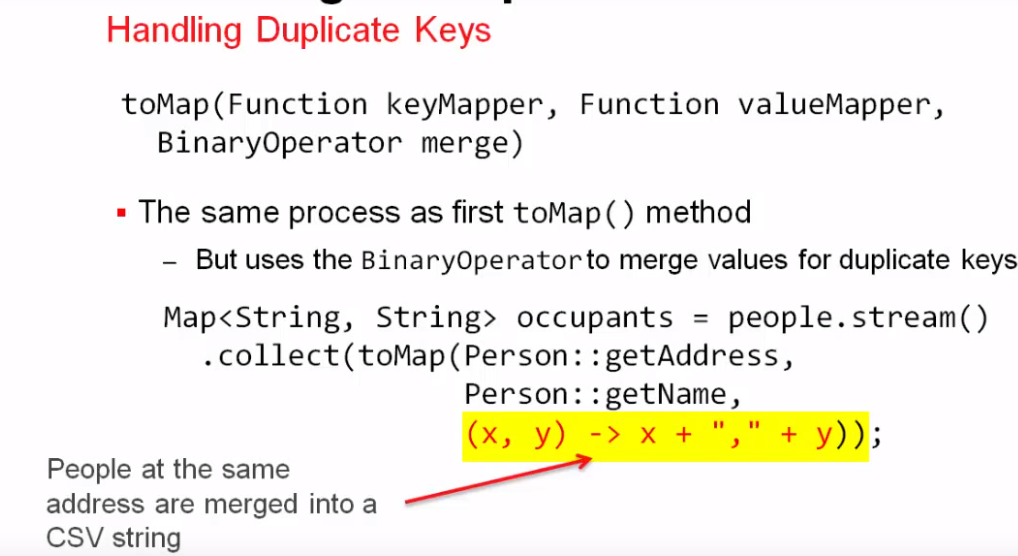 Handling Duplicate Keys
toMap(Function keyMapper, Function valueMapper,
BinaryOperator merge)
▪ The same process as first toMap() method
– But uses the BinaryOperator to merge values for duplicate keys
Map<String, String> occupants = people.stream()
.collect(toMap(Person::getAddress,
Person::getName,
(x, y) -> x + "," + y));
People at the same
address are merged into a
CSV string